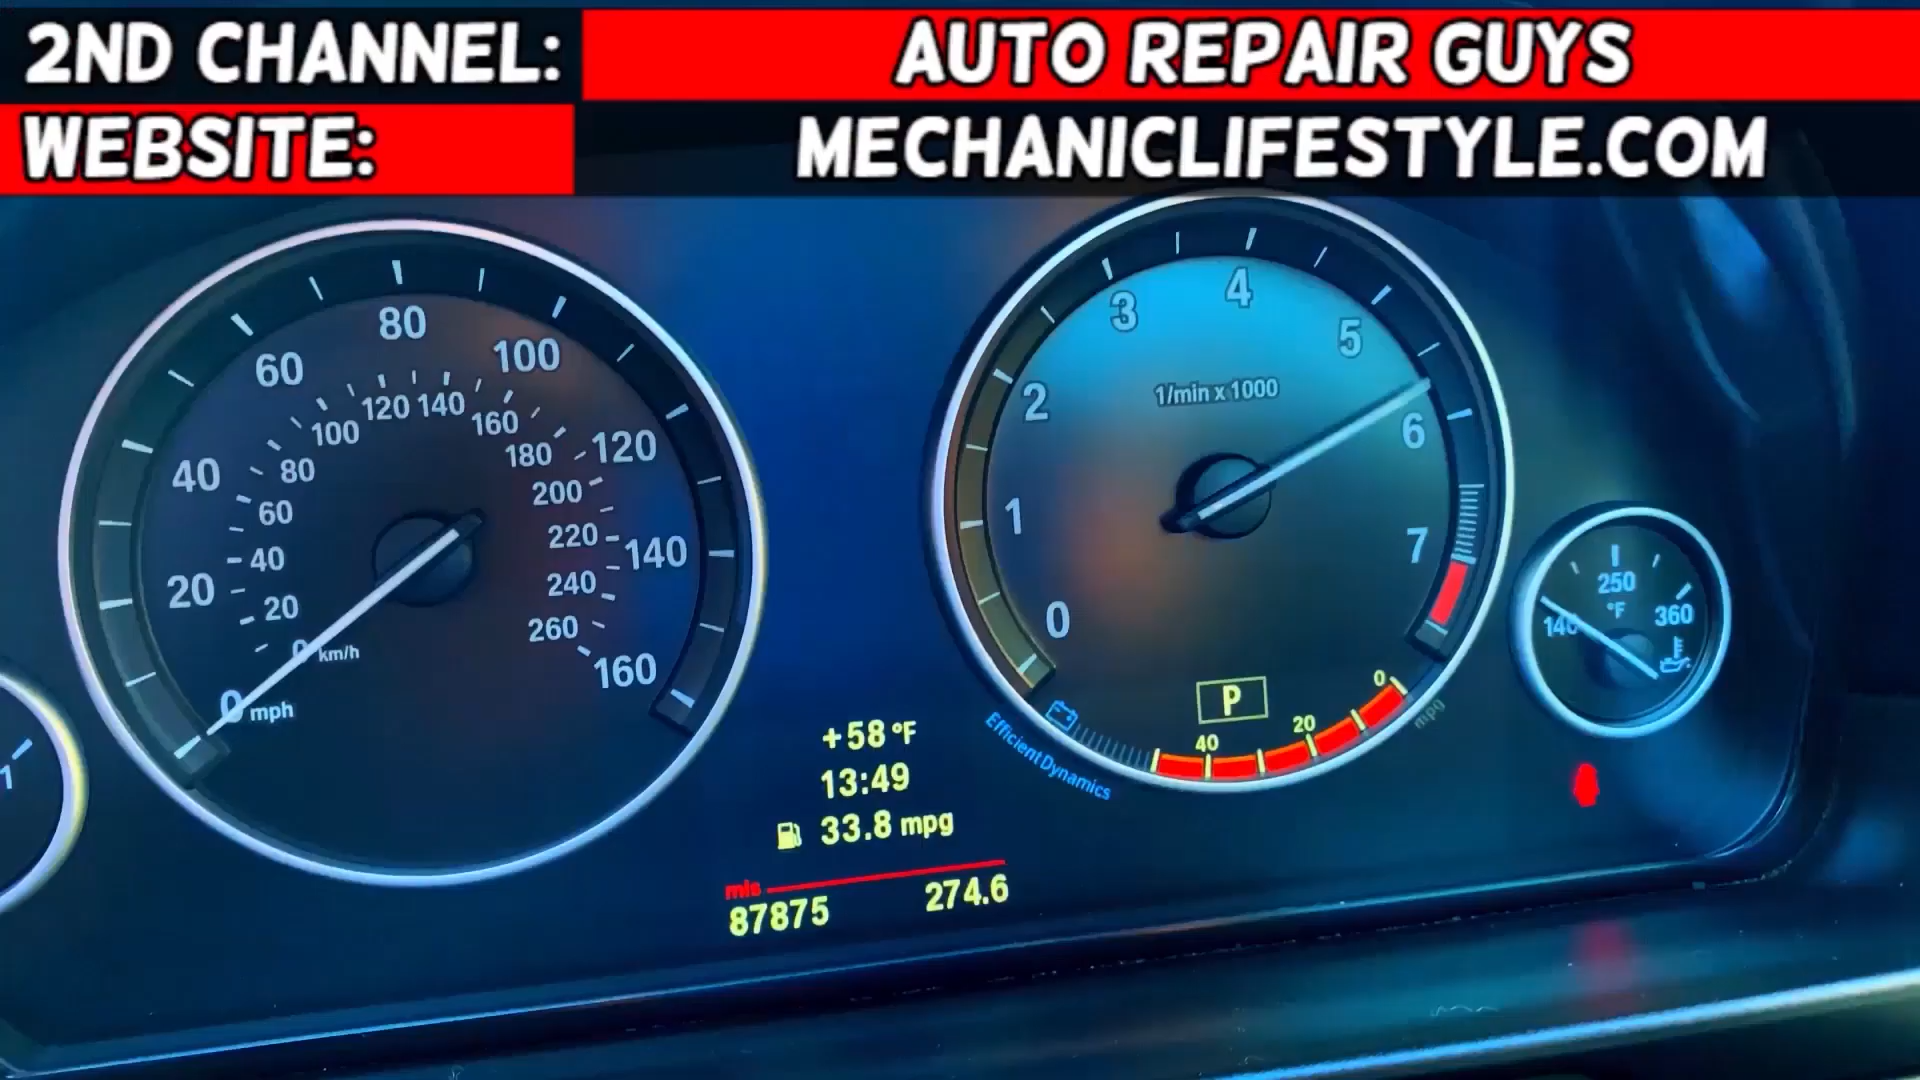 2ND CHANNEL: AUTO REPAIR GUYS
WEBSITE: MECHANICLIFESTYLE.COM
0 20 40 60 80 100 120 140 160
mph
0 20 40 60 80 100 120 140 160 180 200 220 240 260
km/h
0 1 2 3 4 5 6 7
1/min x 1000
P
40 20 0
mpg
EfficientDynamics
140 250 360
°F
1
+58 °F
13:49
33.8 mpg
mls
87875 274.6